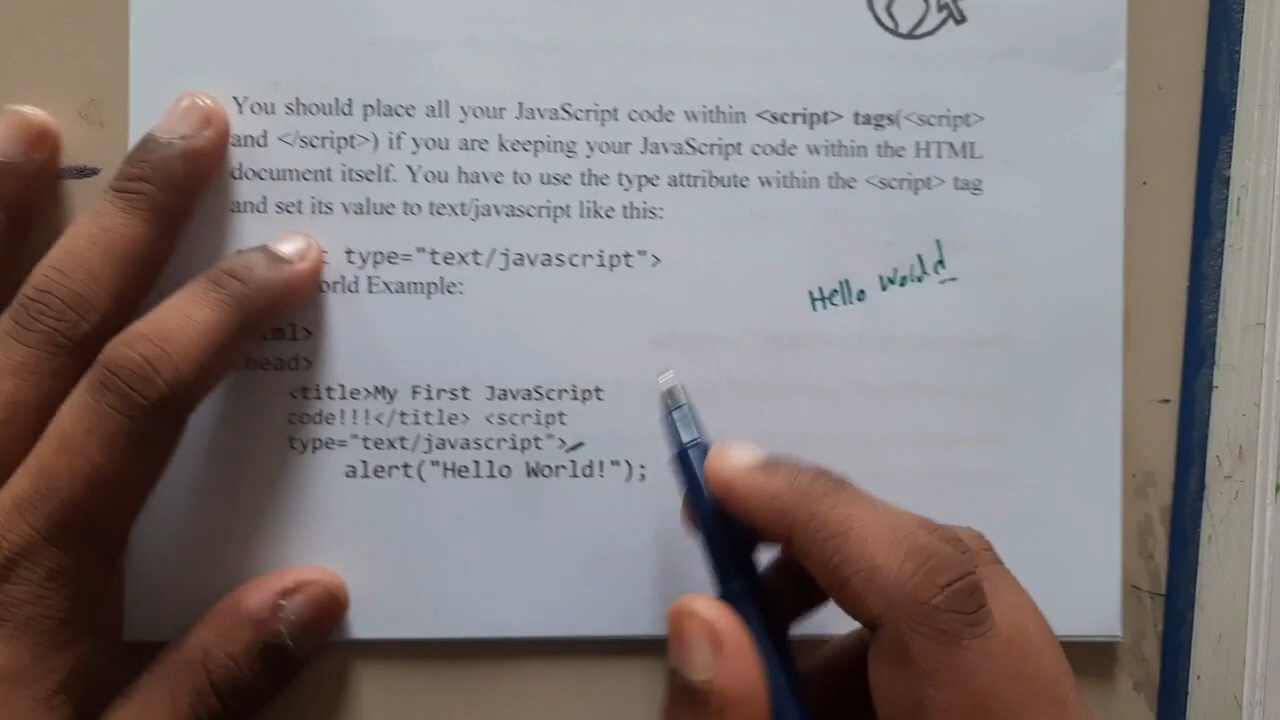 You should place all your JavaScript code within <script> tags(<script>
and </script>) if you are keeping your JavaScript code within the HTML
document itself. You have to use the type attribute within the <script> tag
and set its value to text/javascript like this:
type="text/javascript">
orld Example:
Hello World
ml>
head>
<title>My First JavaScript
code!!!</title> <script
type="text/javascript">
alert("Hello World!");